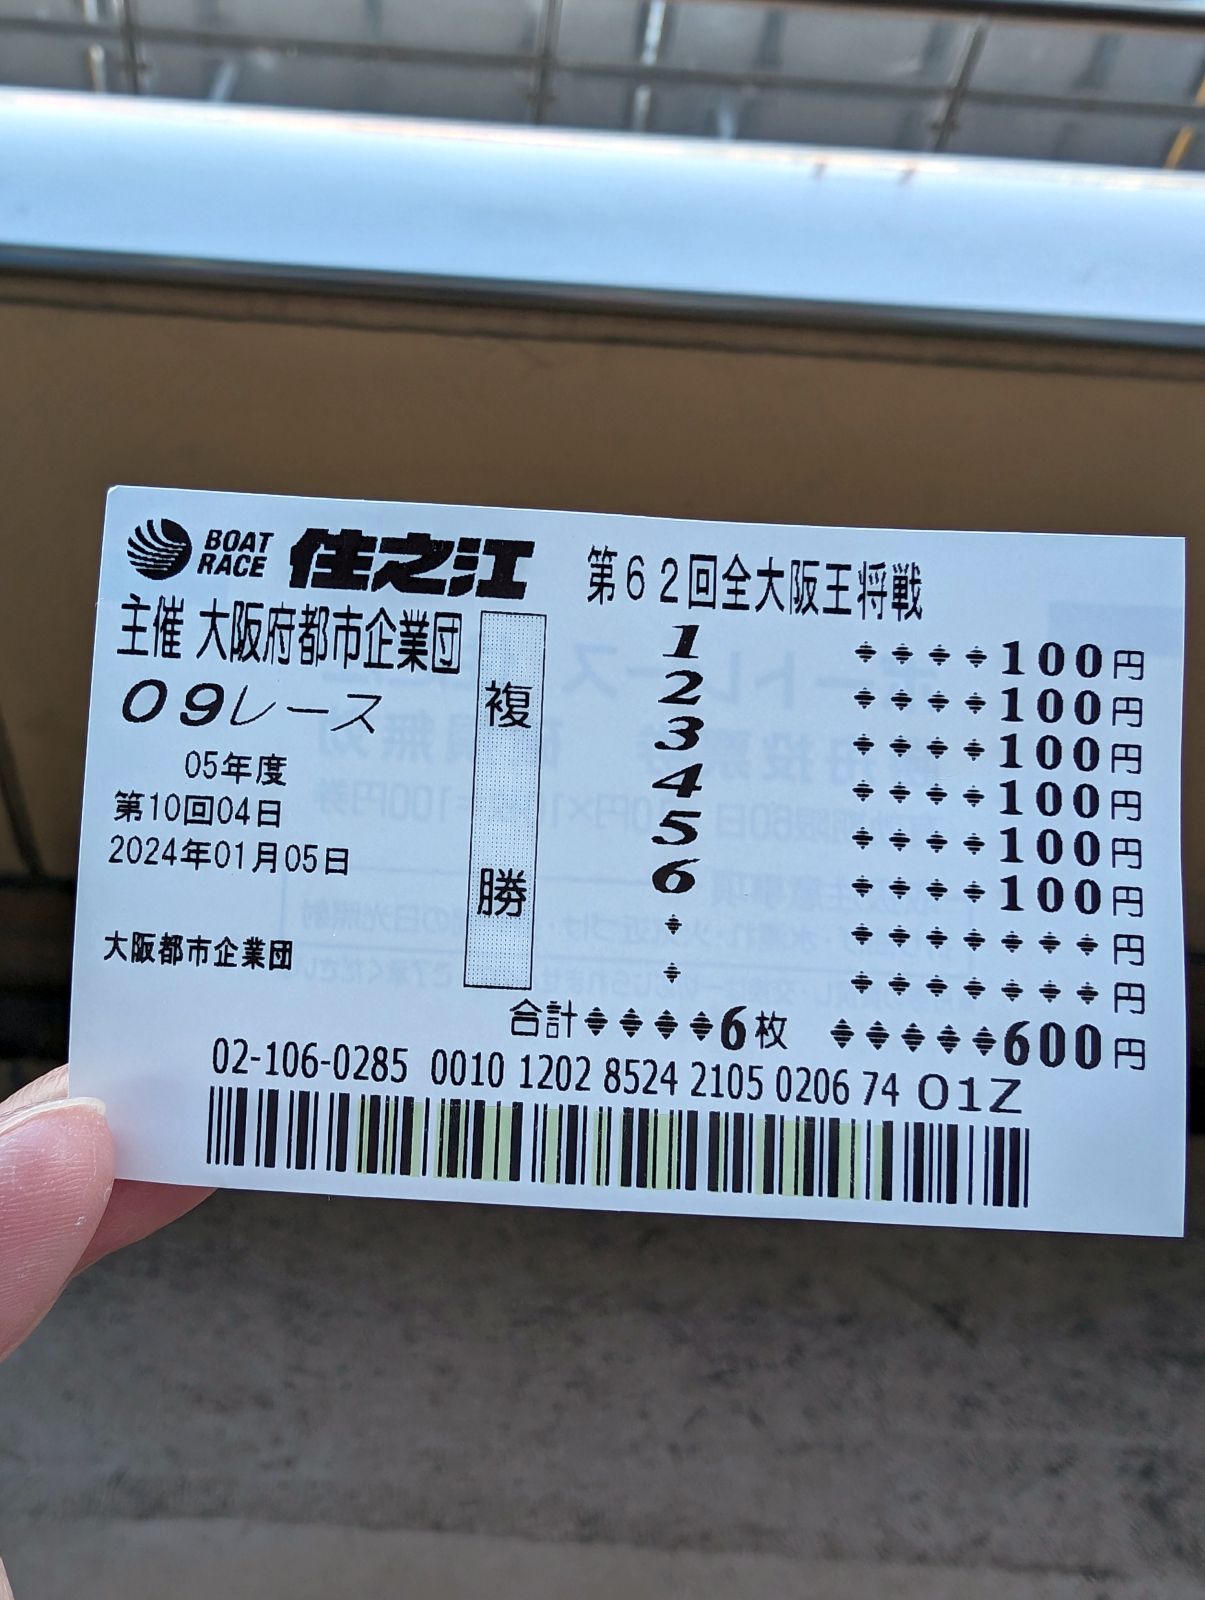 BOAT RACE 住之江 第62回全大阪王将戦
主催 大阪府都市企業団
09レース
05年度
第10回04日
2024年01月05日
大阪都市企業団
複勝
1 100円
2 100円
3 100円
4 100円
5 100円
6 100円
円
円
合計 6枚 600円
02-106-0285 0010 1202 8524 2105 0206 74 01Z